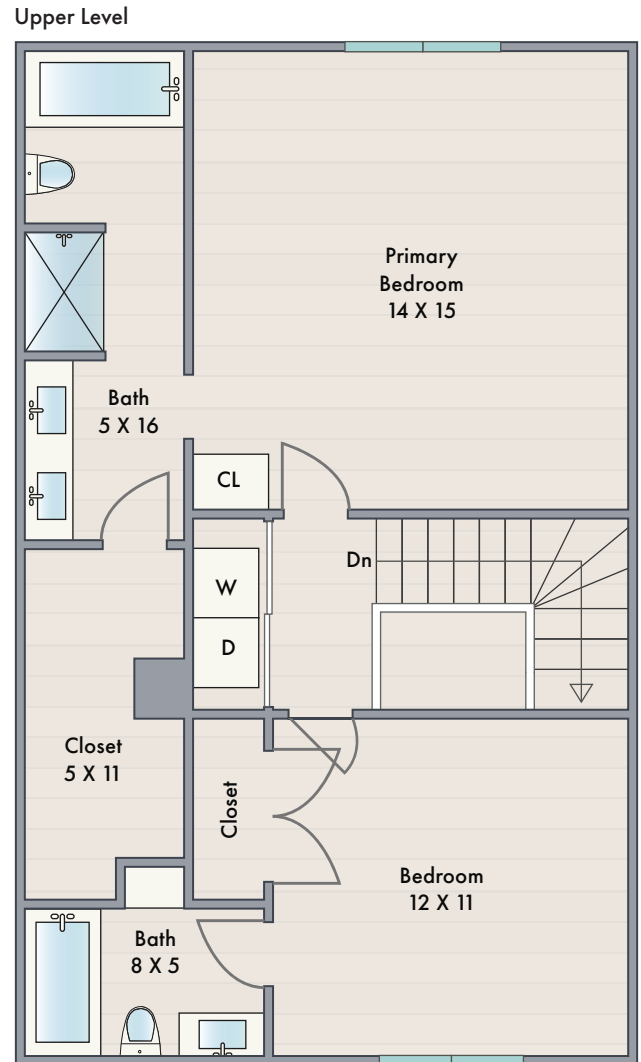 Upper Level
Primary
Bedroom
14 X 15
Bath
5 X 16
CL
Dn
W
D
Closet
5 X 11
Closet
Bedroom
12 X 11
Bath
8 X 5